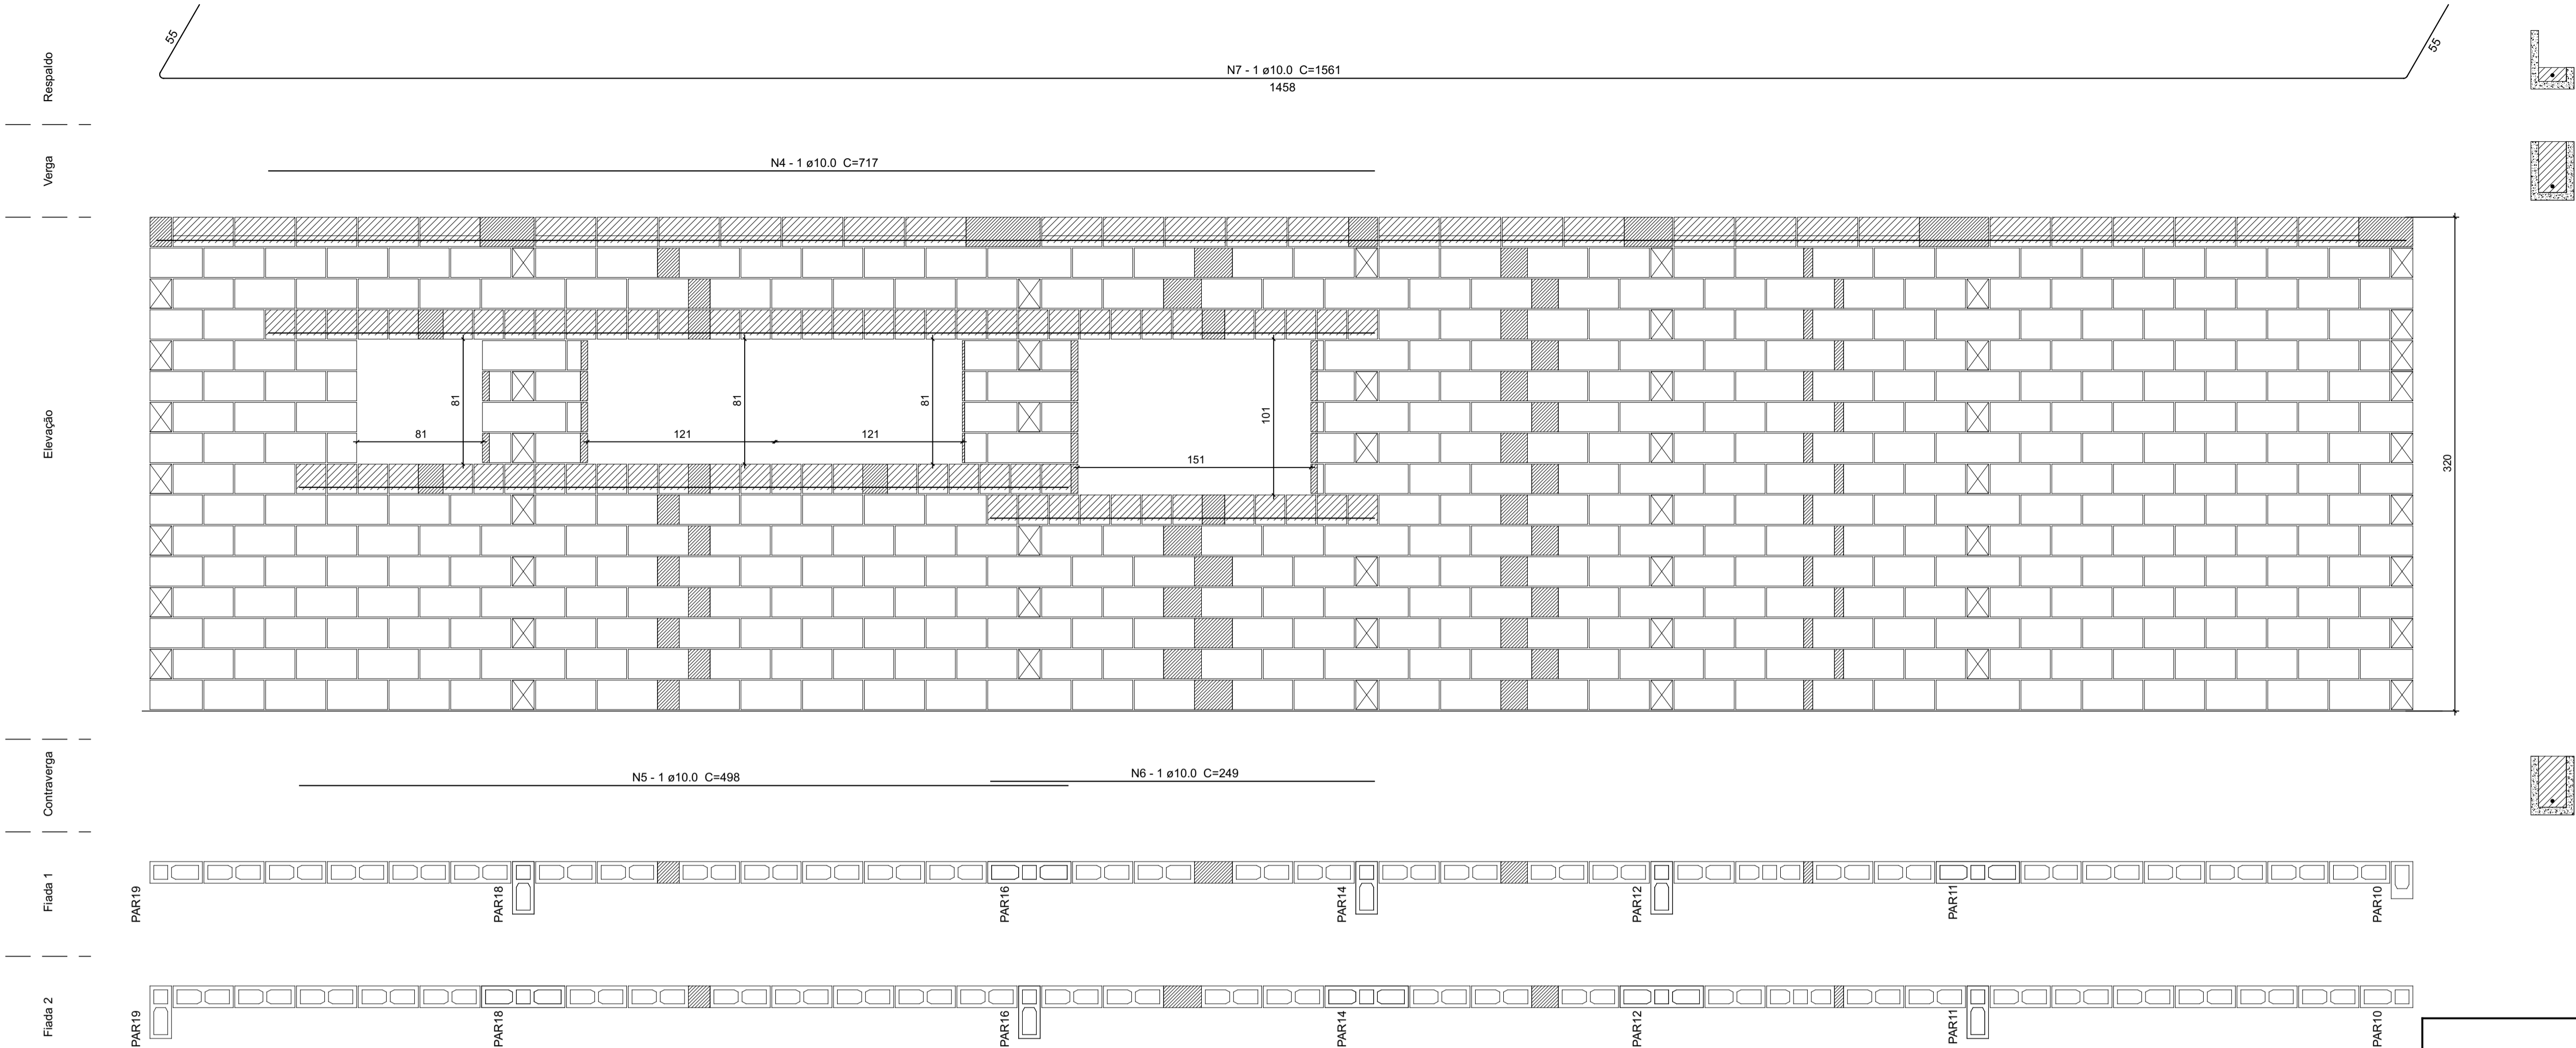 55
55
Respaldo
N7 - 1 ø10.0 C=1561
1458
Verga
N4 - 1 ø10.0 C=717
Elevação
81
81
81
101
81
121
121
151
320
Contraverga
N5 - 1 ø10.0 C=498
N6 - 1 ø10.0 C=249
Fiada 1
PAR19
PAR18
PAR16
PAR14
PAR12
PAR11
PAR10
Fiada 2
PAR19
PAR18
PAR16
PAR14
PAR12
PAR11
PAR10